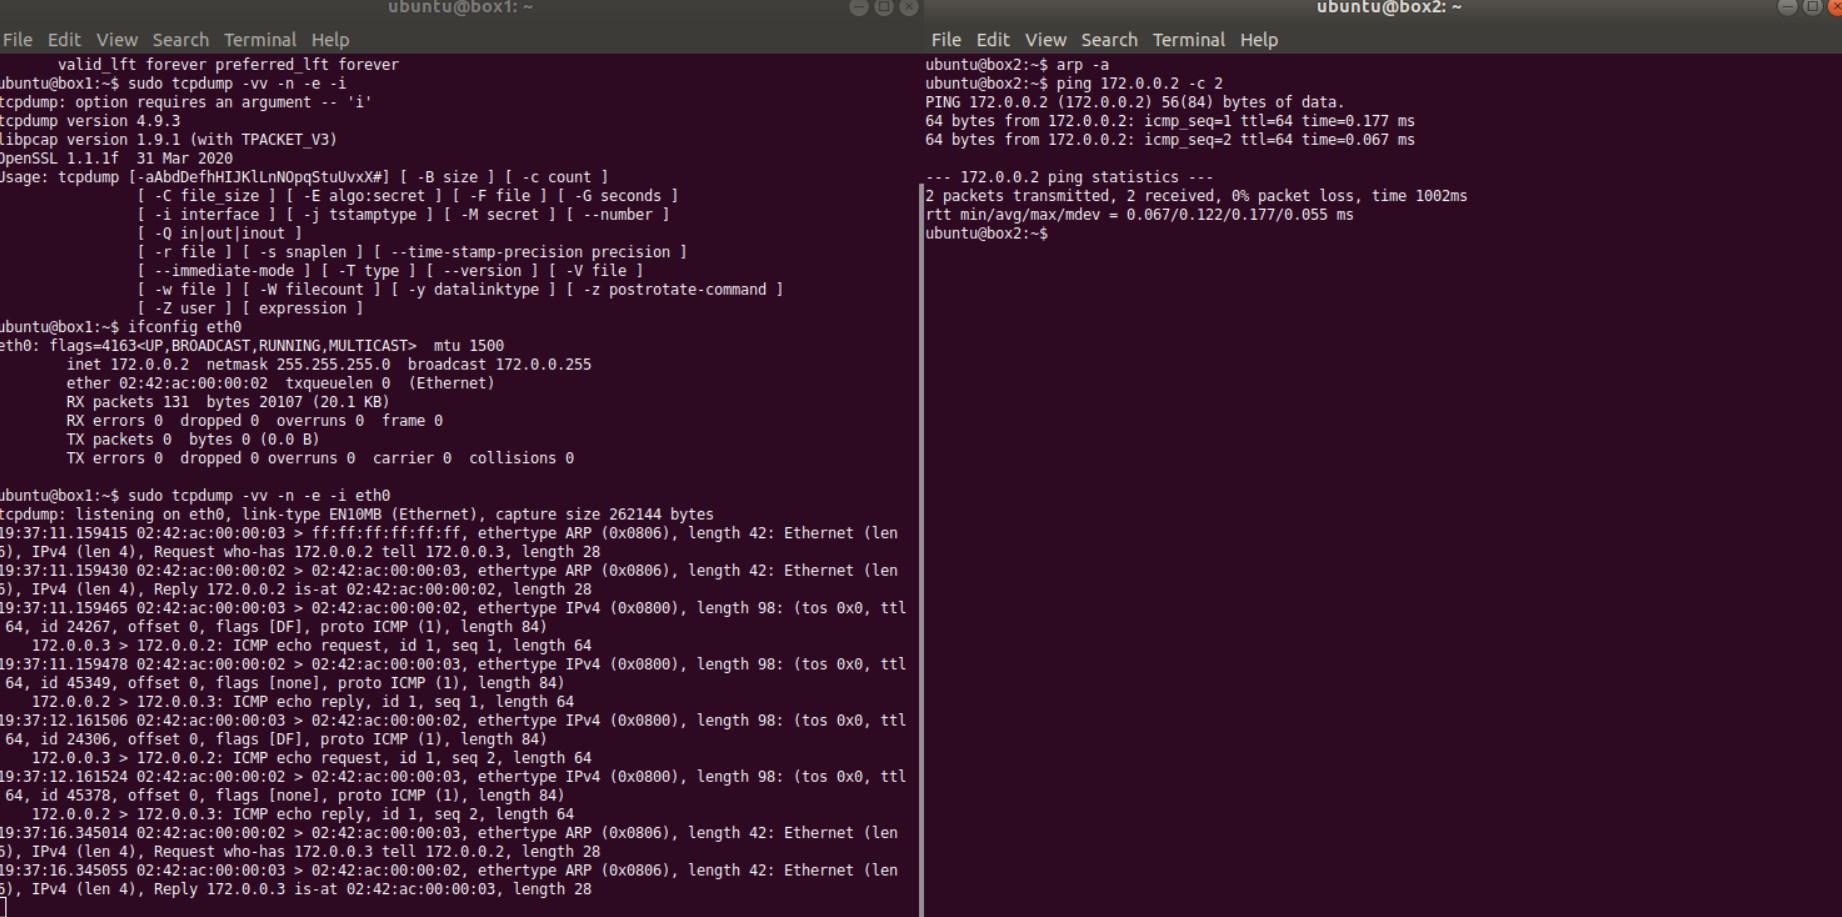 ubuntu@box1: ~
File Edit View Search Terminal Help
valid_lft forever preferred_lft forever
ubuntu@box1:~$ sudo tcpdump -vv -n -e -i
tcpdump: option requires an argument -- 'i'
tcpdump version 4.9.3
libpcap version 1.9.1 (with TPACKET_V3)
OpenSSL 1.1.1f  31 Mar 2020
Usage: tcpdump [-aAbdDefhHIJKlLnNOpqStuUvxX#] [ -B size ] [ -c count ]
[ -C file_size ] [ -E algo:secret ] [ -F file ] [ -G seconds ]
[ -i interface ] [ -j tstamptype ] [ -M secret ] [ --number ]
[ -Q in|out|inout ]
[ -r file ] [ -s snaplen ] [ --time-stamp-precision precision ]
[ --immediate-mode ] [ -T type ] [ --version ] [ -V file ]
[ -w file ] [ -W filecount ] [ -y datalinktype ] [ -z postrotate-command ]
[ -Z user ] [ expression ]
ubuntu@box1:~$ ifconfig eth0
eth0: flags=4163<UP,BROADCAST,RUNNING,MULTICAST>  mtu 1500
inet 172.0.0.2  netmask 255.255.255.0  broadcast 172.0.0.255
ether 02:42:ac:00:00:02  txqueuelen 0  (Ethernet)
RX packets 131  bytes 20107 (20.1 KB)
RX errors 0  dropped 0  overruns 0  frame 0
TX packets 0  bytes 0 (0.0 B)
TX errors 0  dropped 0 overruns 0  carrier 0  collisions 0
ubuntu@box1:~$ sudo tcpdump -vv -n -e -i eth0
tcpdump: listening on eth0, link-type EN10MB (Ethernet), capture size 262144 bytes
19:37:11.159415 02:42:ac:00:00:03 > ff:ff:ff:ff:ff:ff, ethertype ARP (0x0806), length 42: Ethernet (len
6), IPv4 (len 4), Request who-has 172.0.0.2 tell 172.0.0.3, length 28
19:37:11.159430 02:42:ac:00:00:02 > 02:42:ac:00:00:03, ethertype ARP (0x0806), length 42: Ethernet (len
6), IPv4 (len 4), Reply 172.0.0.2 is-at 02:42:ac:00:00:02, length 28
19:37:11.159465 02:42:ac:00:00:03 > 02:42:ac:00:00:02, ethertype IPv4 (0x0800), length 98: (tos 0x0, ttl
64, id 24267, offset 0, flags [DF], proto ICMP (1), length 84)
172.0.0.3 > 172.0.0.2: ICMP echo request, id 1, seq 1, length 64
19:37:11.159478 02:42:ac:00:00:02 > 02:42:ac:00:00:03, ethertype IPv4 (0x0800), length 98: (tos 0x0, ttl
64, id 45349, offset 0, flags [none], proto ICMP (1), length 84)
172.0.0.2 > 172.0.0.3: ICMP echo reply, id 1, seq 1, length 64
19:37:12.161506 02:42:ac:00:00:03 > 02:42:ac:00:00:02, ethertype IPv4 (0x0800), length 98: (tos 0x0, ttl
64, id 24306, offset 0, flags [DF], proto ICMP (1), length 84)
172.0.0.3 > 172.0.0.2: ICMP echo request, id 1, seq 2, length 64
19:37:12.161524 02:42:ac:00:00:02 > 02:42:ac:00:00:03, ethertype IPv4 (0x0800), length 98: (tos 0x0, ttl
64, id 45378, offset 0, flags [none], proto ICMP (1), length 84)
172.0.0.2 > 172.0.0.3: ICMP echo reply, id 1, seq 2, length 64
19:37:16.345014 02:42:ac:00:00:02 > 02:42:ac:00:00:03, ethertype ARP (0x0806), length 42: Ethernet (len
6), IPv4 (len 4), Request who-has 172.0.0.3 tell 172.0.0.2, length 28
19:37:16.345055 02:42:ac:00:00:03 > 02:42:ac:00:00:02, ethertype ARP (0x0806), length 42: Ethernet (len
6), IPv4 (len 4), Reply 172.0.0.3 is-at 02:42:ac:00:00:03, length 28
ubuntu@box2: ~
File Edit View Search Terminal Help
ubuntu@box2:~$ arp -a
ubuntu@box2:~$ ping 172.0.0.2 -c 2
PING 172.0.0.2 (172.0.0.2) 56(84) bytes of data.
64 bytes from 172.0.0.2: icmp_seq=1 ttl=64 time=0.177 ms
64 bytes from 172.0.0.2: icmp_seq=2 ttl=64 time=0.067 ms
--- 172.0.0.2 ping statistics ---
2 packets transmitted, 2 received, 0% packet loss, time 1002ms
rtt min/avg/max/mdev = 0.067/0.122/0.177/0.055 ms
ubuntu@box2:~$